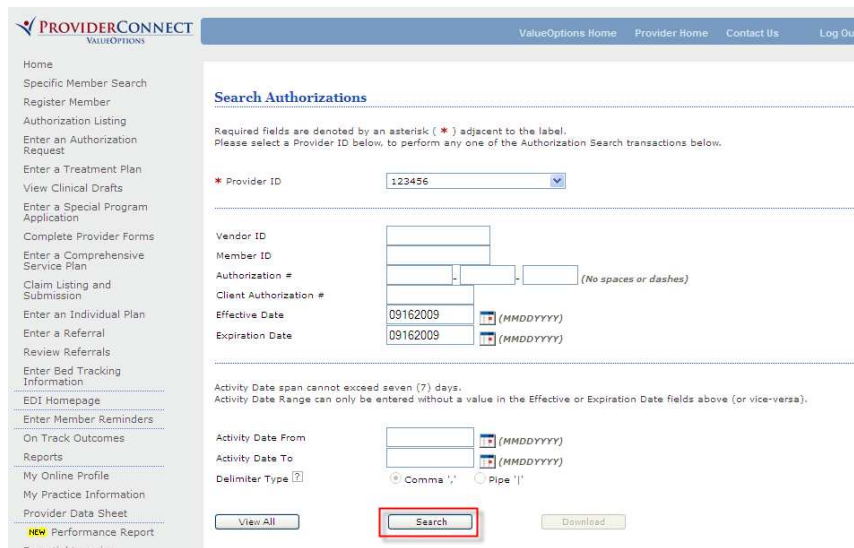 PROVIDERCONNECT
VALUEOPTIONS
ValueOptions Home Provider Home Contact Us Log Ou
Home
Specific Member Search
Register Member
Authorization Listing
Enter an Authorization
Request
Enter a Treatment Plan
View Clinical Drafts
Enter a Special Program
Application
Complete Provider Forms
Enter a Comprehensive
Service Plan
Claim Listing and
Submission
Enter an Individual Plan
Enter a Referral
Review Referrals
Enter Bed Tracking
Information
EDI Homepage
Enter Member Reminders
On Track Outcomes
Reports
My Online Profile
My Practice Information
Provider Data Sheet
NEW Performance Report
Search Authorizations
Required fields are denoted by an asterisk ( * ) adjacent to the label.
Please select a Provider ID below, to perform any one of the Authorization Search transactions below.
* Provider ID 123456
Vendor ID
Member ID
Authorization # - - (No spaces or dashes)
Client Authorization #
Effective Date 09162009 (MMDDYYYY)
Expiration Date 09162009 (MMDDYYYY)
Activity Date span cannot exceed seven (7) days.
Activity Date Range can only be entered without a value in the Effective or Expiration Date fields above (or vice-versa).
Activity Date From (MMDDYYYY)
Activity Date To (MMDDYYYY)
Delimiter Type ? Comma ',' Pipe '|'
View All Search Download